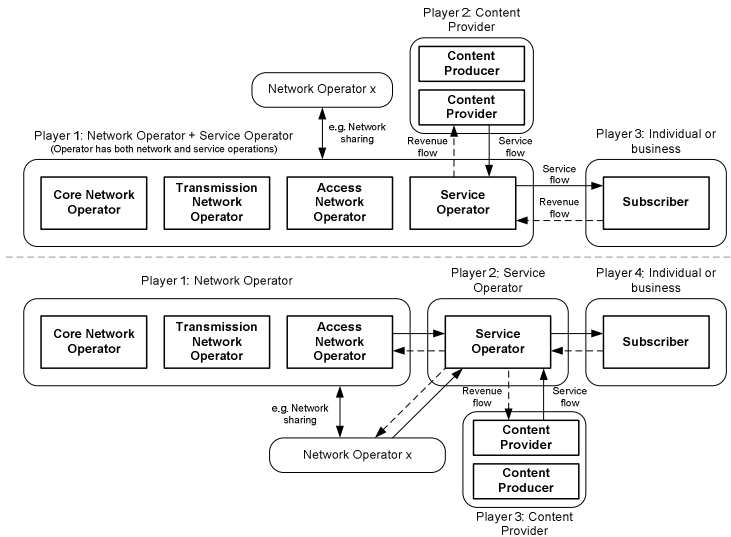 Player 2: Content
Provider
Content
Producer
Network Operator x
Content
Provider
e.g. Network
sharing
Player 1: Network Operator + Service Operator
(Operator has both network and service operations)
Revenue
flow
Service
flow
Player 3: Individual or
business
Core Network
Operator
Transmission
Network
Operator
Access
Network
Operator
Service
Operator
Service
flow
Revenue
flow
Subscriber
Player 1: Network Operator
Player 2: Service
Operator
Player 4: Individual or
business
Core Network
Operator
Transmission
Network
Operator
Access
Network
Operator
Service
Operator
Subscriber
e.g. Network
sharing
Revenue
flow
Service
flow
Network Operator x
Content
Provider
Content
Producer
Player 3: Content
Provider